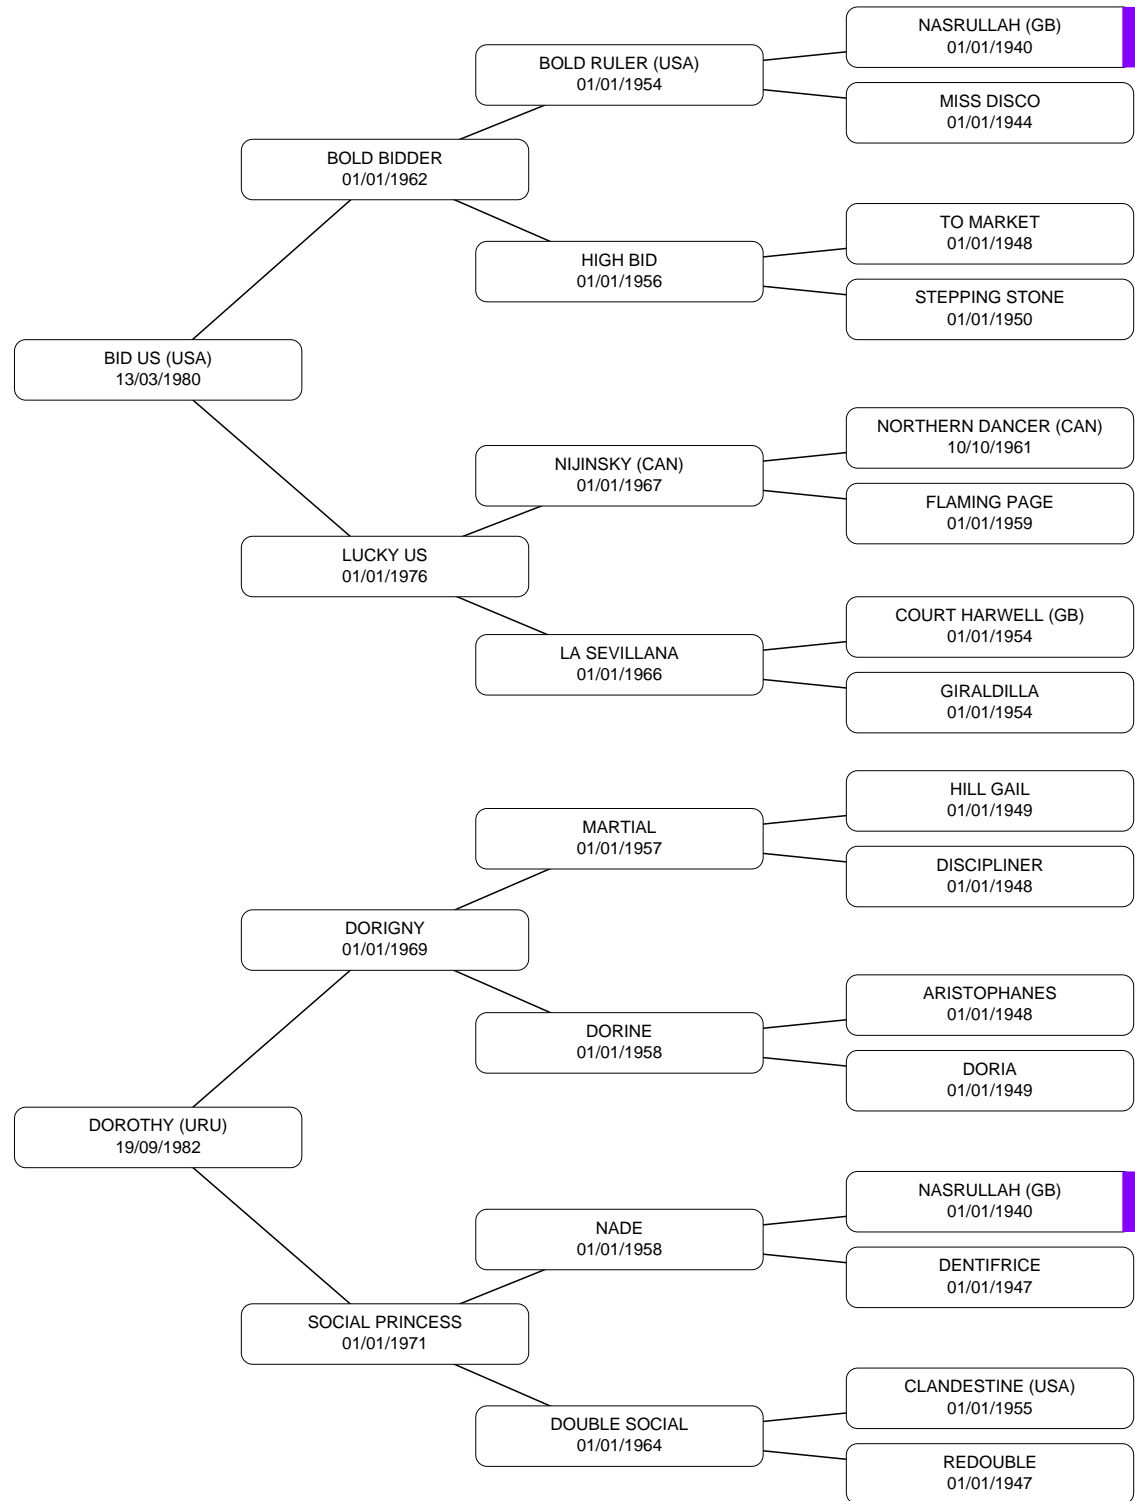 NASRULLAH (GB)
01/01/1940
BOLD RULER (USA)
01/01/1954
MISS DISCO
01/01/1944
BOLD BIDDER
01/01/1962
TO MARKET
01/01/1948
HIGH BID
01/01/1956
STEPPING STONE
01/01/1950
BID US (USA)
13/03/1980
NORTHERN DANCER (CAN)
10/10/1961
NIJINSKY (CAN)
01/01/1967
FLAMING PAGE
01/01/1959
LUCKY US
01/01/1976
COURT HARWELL (GB)
01/01/1954
LA SEVILLANA
01/01/1966
GIRALDILLA
01/01/1954
HILL GAIL
01/01/1949
MARTIAL
01/01/1957
DISCIPLINER
01/01/1948
DORIGNY
01/01/1969
ARISTOPHANES
01/01/1948
DORINE
01/01/1958
DORIA
01/01/1949
DOROTHY (URU)
19/09/1982
NASRULLAH (GB)
01/01/1940
NADE
01/01/1958
DENTIFRICE
01/01/1947
SOCIAL PRINCESS
01/01/1971
CLANDESTINE (USA)
01/01/1955
DOUBLE SOCIAL
01/01/1964
REDOUBLE
01/01/1947